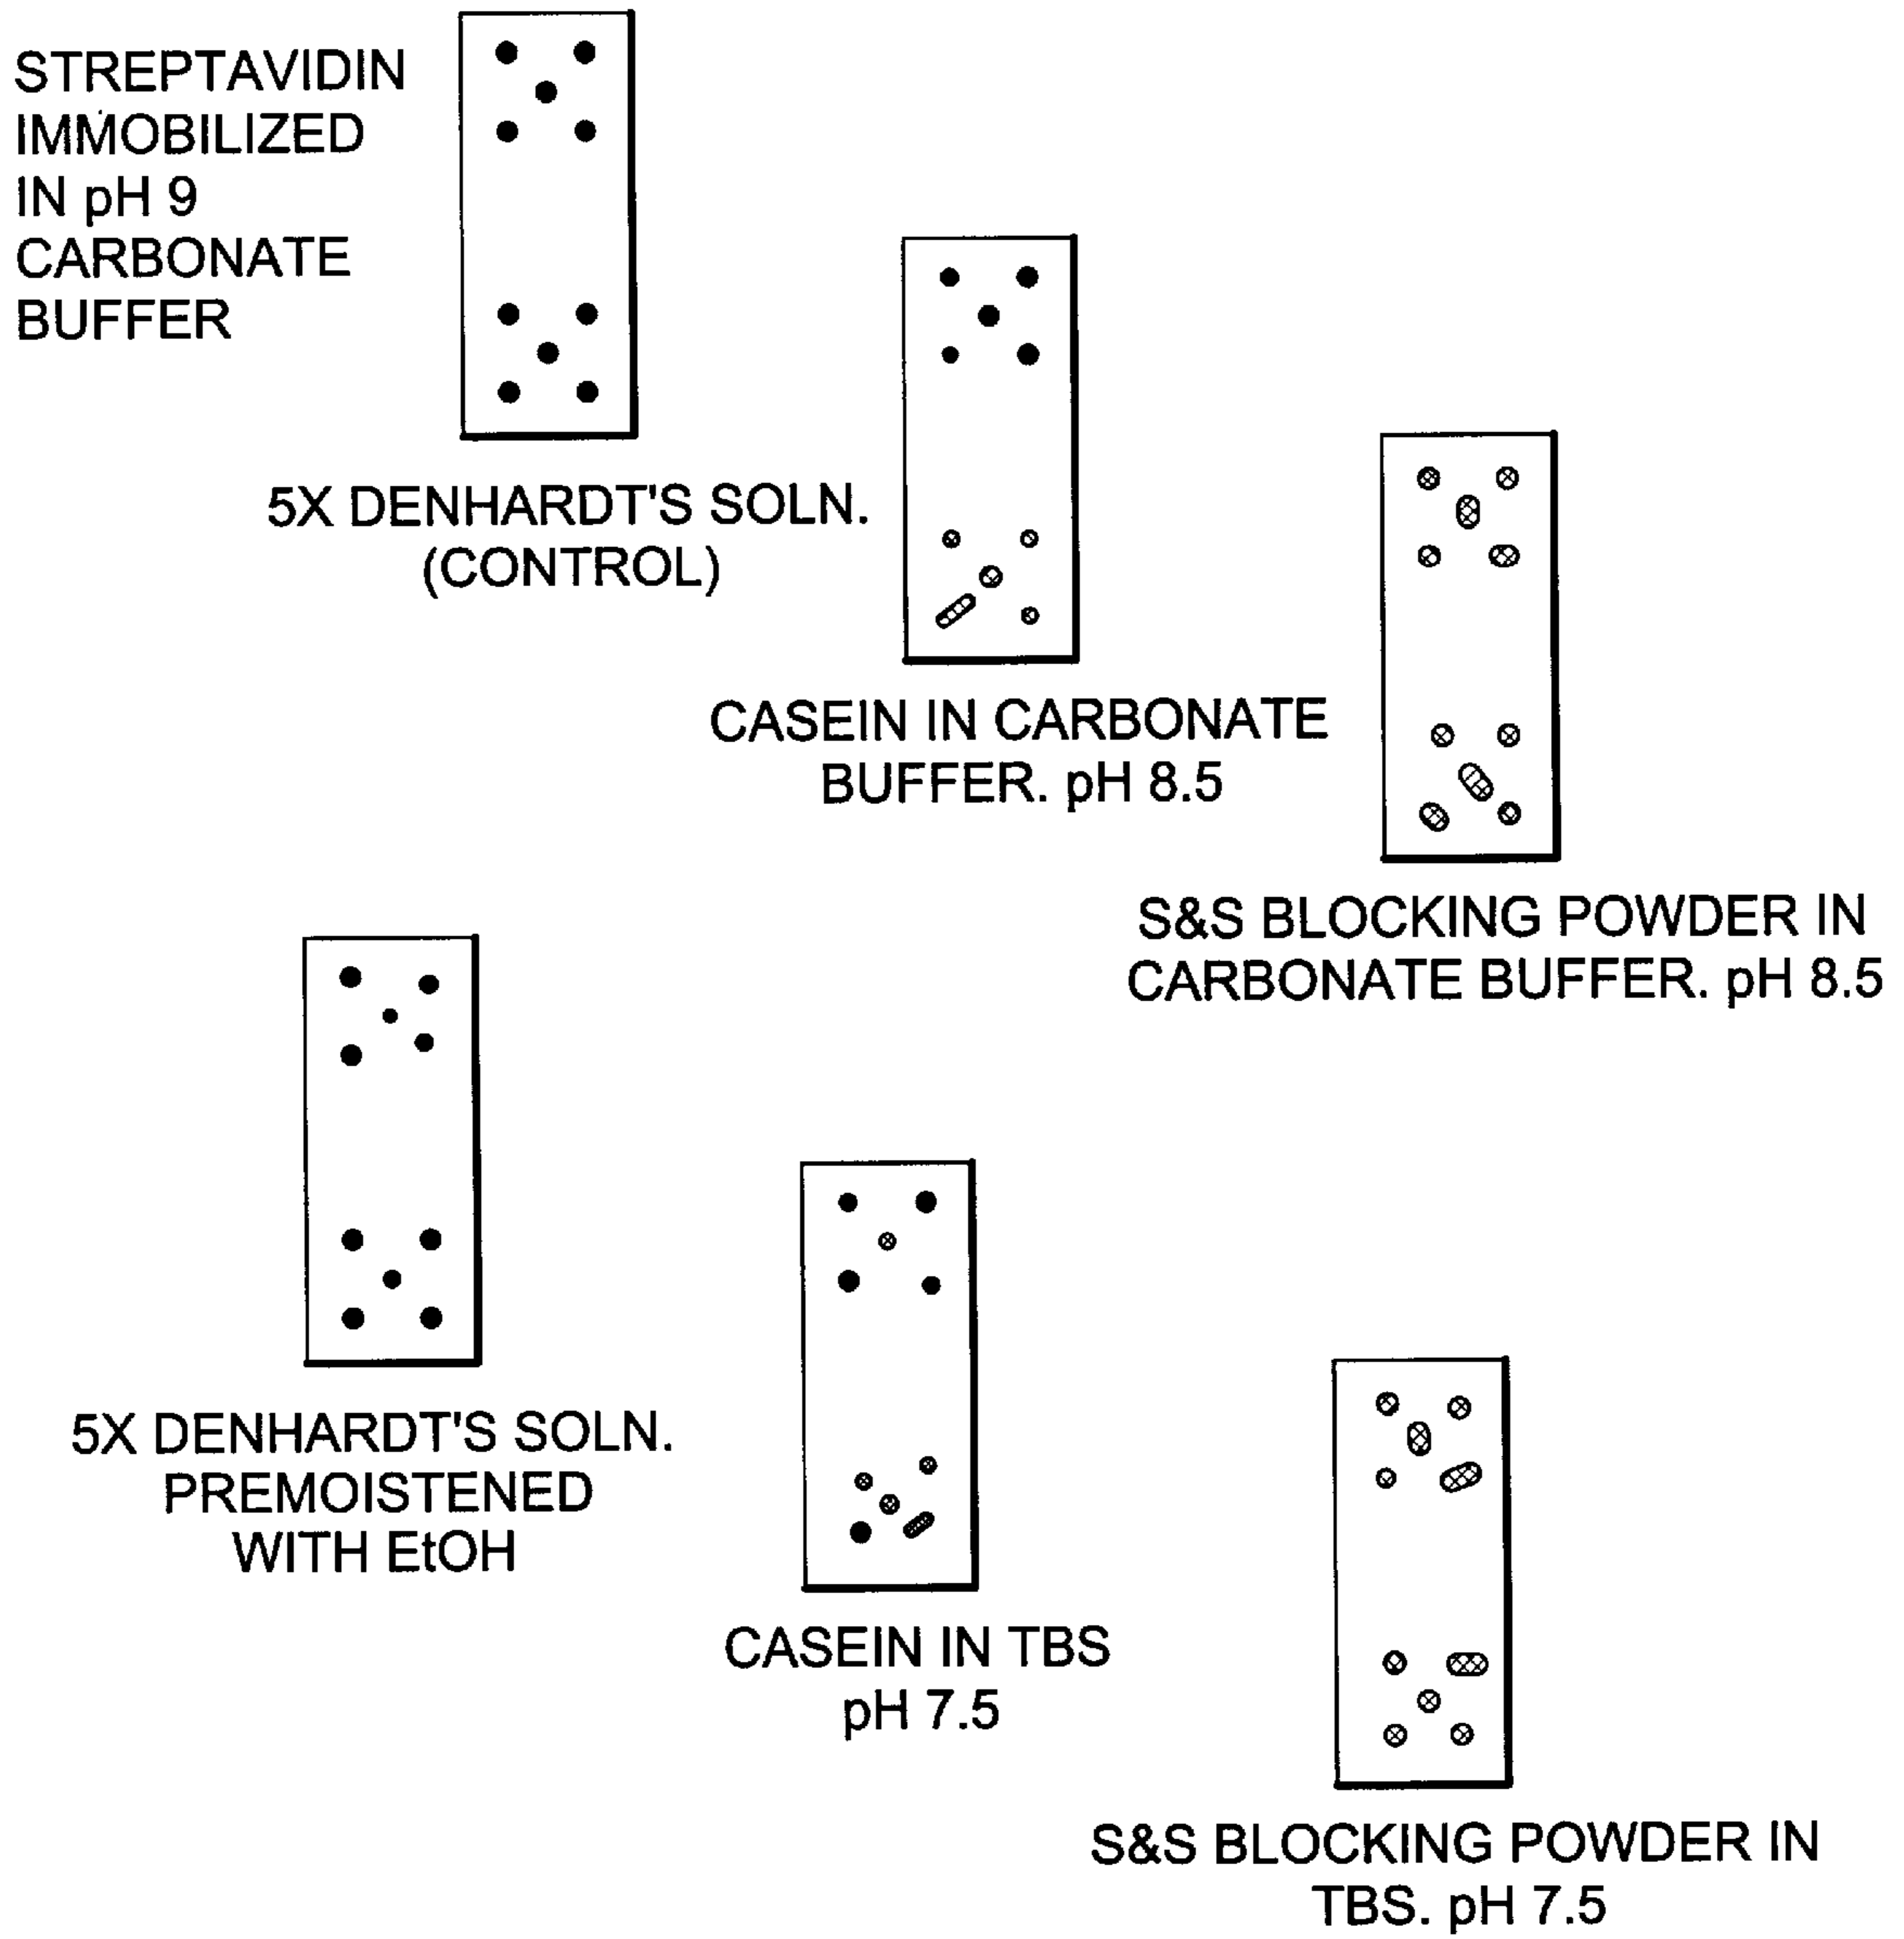 STREPTAVIDIN
IMMOBILIZED
IN pH 9
CARBONATE
BUFFER
5X DENHARDT'S SOLN.
(CONTROL)
CASEIN IN CARBONATE
BUFFER. pH 8.5
S&S BLOCKING POWDER IN
CARBONATE BUFFER. pH 8.5
5X DENHARDT'S SOLN.
PREMOISTENED
WITH EtOH
CASEIN IN TBS
pH 7.5
S&S BLOCKING POWDER IN
TBS. pH 7.5